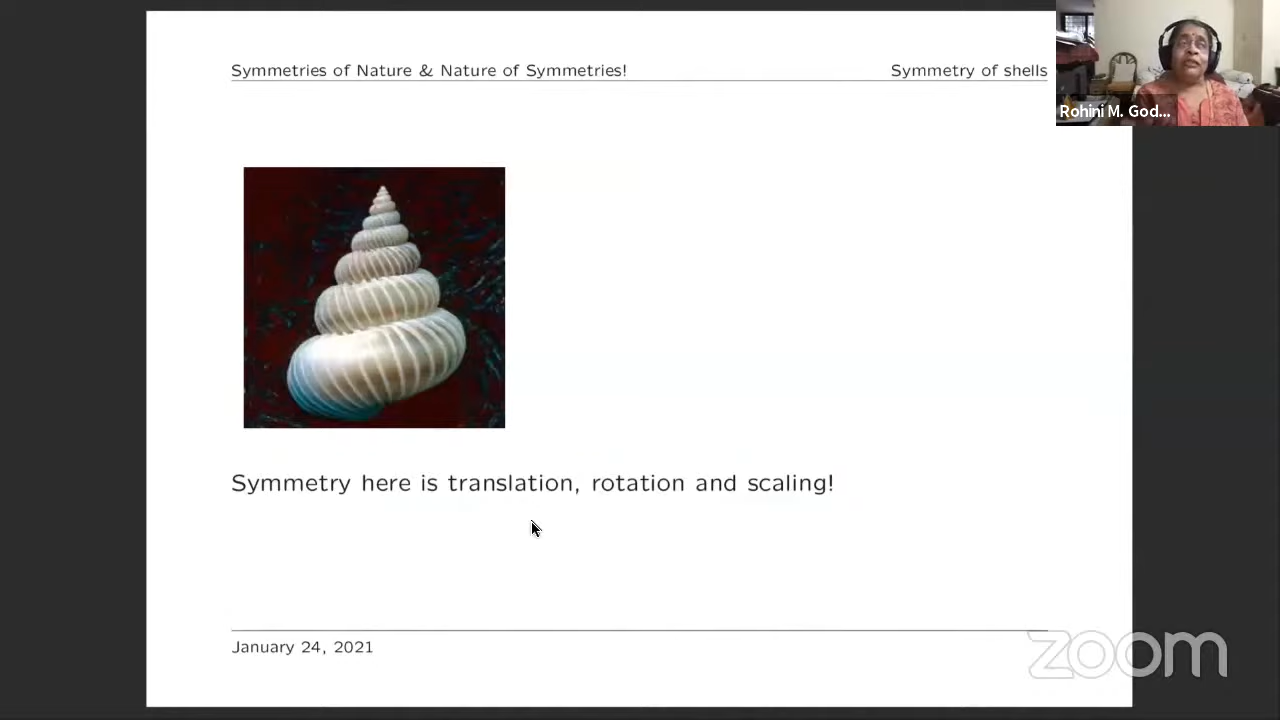 Symmetries of Nature & Nature of Symmetries!
Symmetry of shells
Rohini M. God...
Symmetry here is translation, rotation and scaling!
January 24, 2021
zoom